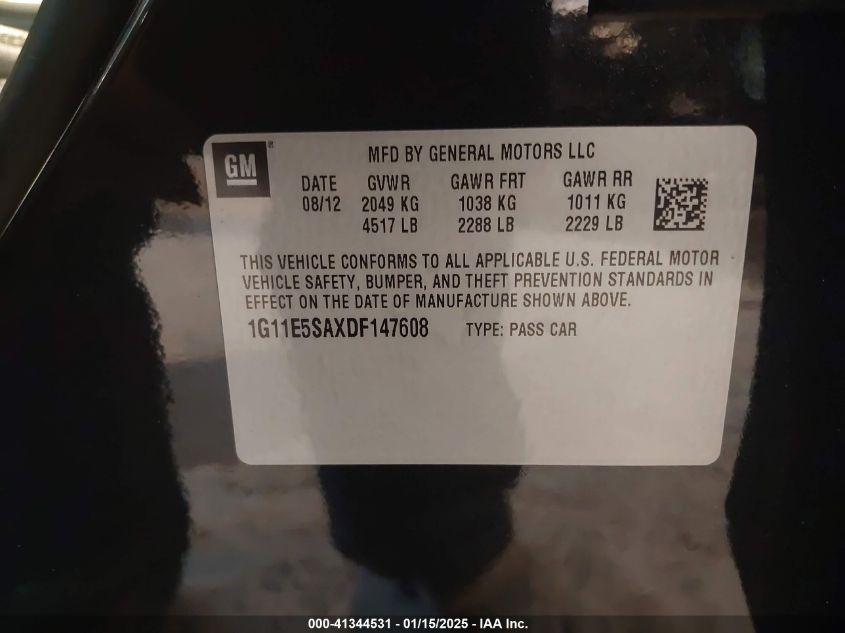 GM
MFD BY GENERAL MOTORS LLC
DATE GVWR GAWR FRT GAWR RR
08/12 2049 KG 1038 KG 1011 KG
4517 LB 2288 LB 2229 LB
THIS VEHICLE CONFORMS TO ALL APPLICABLE U.S. FEDERAL MOTOR
VEHICLE SAFETY, BUMPER, AND THEFT PREVENTION STANDARDS IN
EFFECT ON THE DATE OF MANUFACTURE SHOWN ABOVE.
1G11E5SAXDF147608 TYPE: PASS CAR
000-41344531 - 01/15/2025 - IAA Inc.